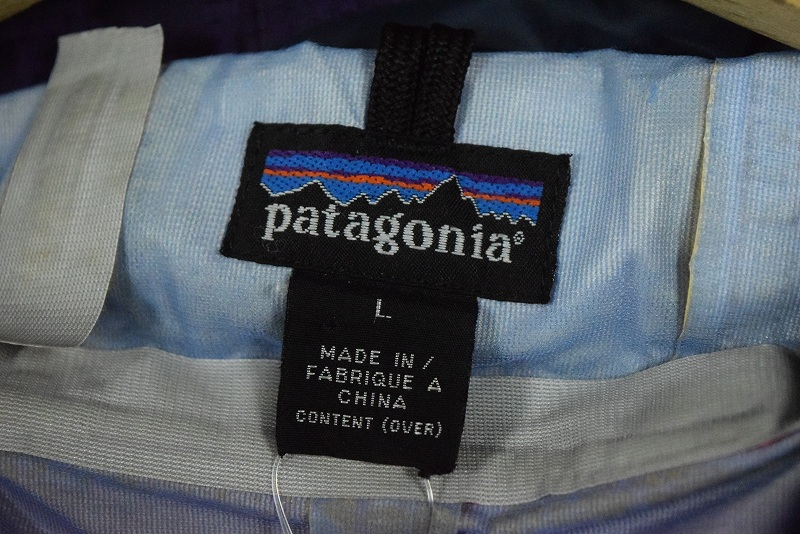 patagonia®
L
MADE IN /
FABRIQUE A
CHINA
CONTENT (OVER)